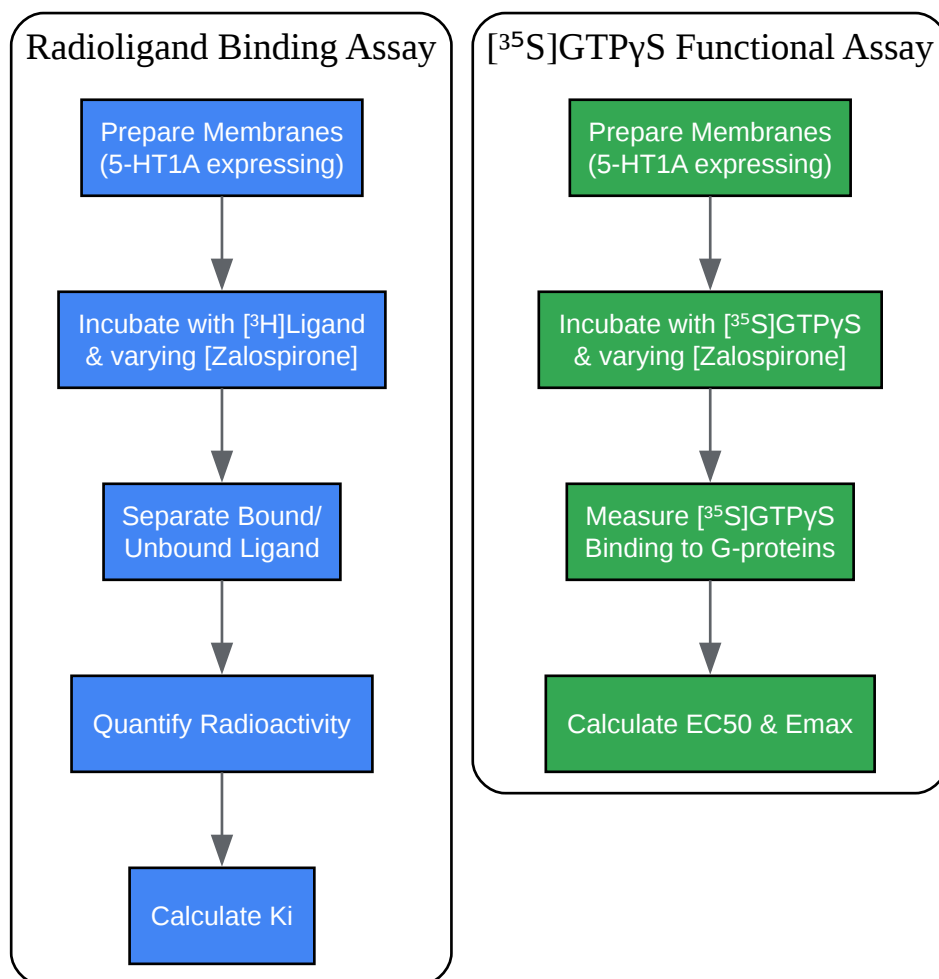 Radioligand Binding Assay
Prepare Membranes
(5-HT1A expressing)
Incubate with [³H]Ligand
& varying [Zalospirone]
Separate Bound/
Unbound Ligand
Quantify Radioactivity
Calculate Ki
[³⁵S]GTPγS Functional Assay
Prepare Membranes
(5-HT1A expressing)
Incubate with [³⁵S]GTPγS
& varying [Zalospirone]
Measure [³⁵S]GTPγS
Binding to G-proteins
Calculate EC50 & Emax